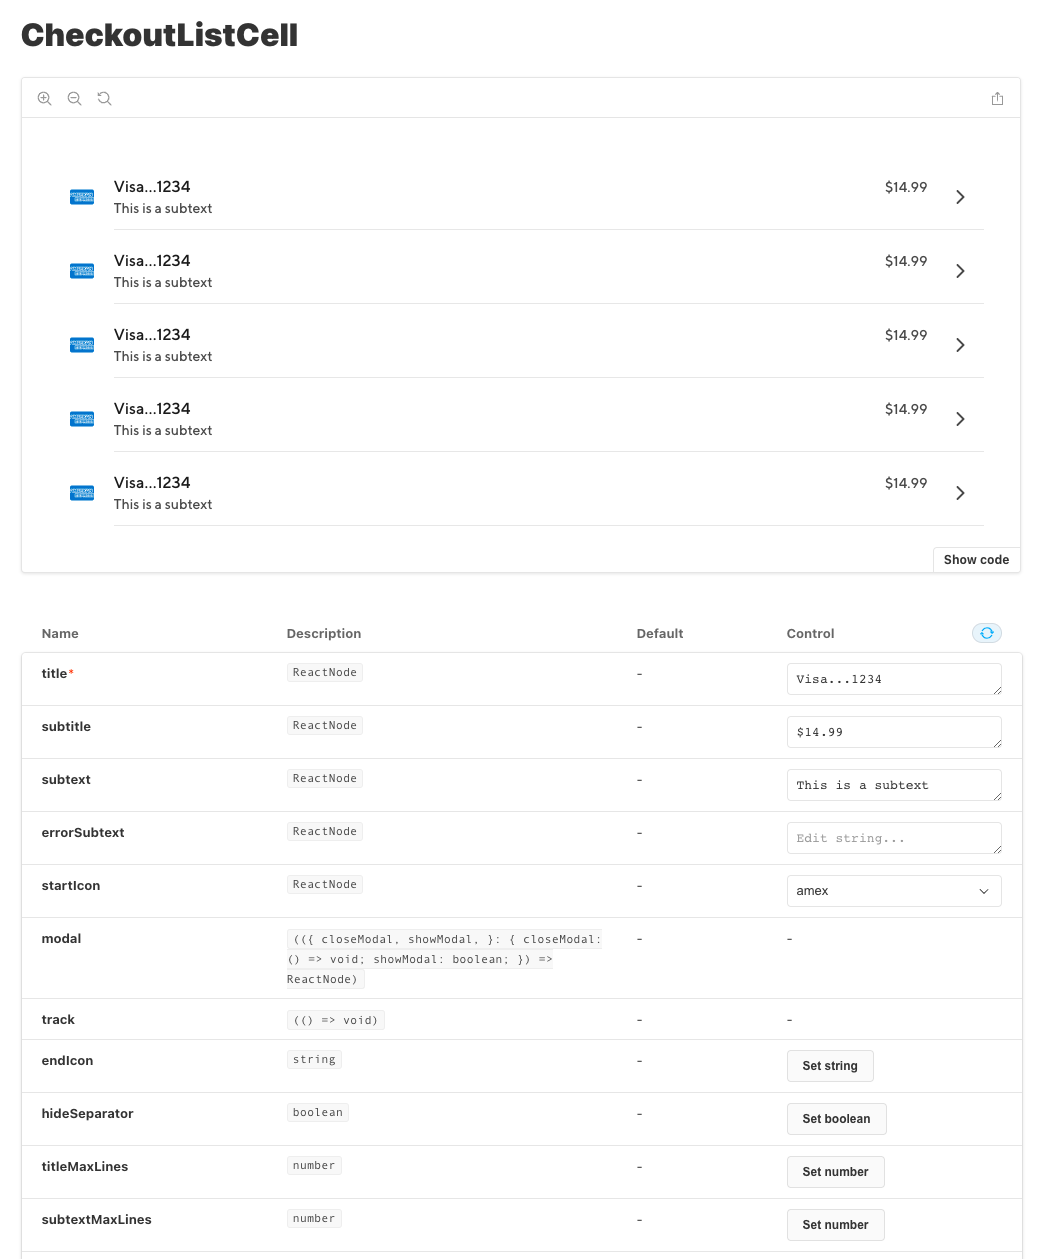 CheckoutListCell
Visa...1234 $14.99
This is a subtext
Visa...1234 $14.99
This is a subtext
Visa...1234 $14.99
This is a subtext
Visa...1234 $14.99
This is a subtext
Visa...1234 $14.99
This is a subtext
Show code
Name Description Default Control
title* ReactNode - Visa...1234
subtitle ReactNode - $14.99
subtext ReactNode - This is a subtext
errorSubtext ReactNode - Edit string...
startIcon ReactNode - amex
modal (({ closeModal, showModal, }: { closeModal: - -
() => void; showModal: boolean; }) =>
ReactNode)
track (() => void) - -
endIcon string - Set string
hideSeparator boolean - Set boolean
titleMaxLines number - Set number
subtextMaxLines number - Set number